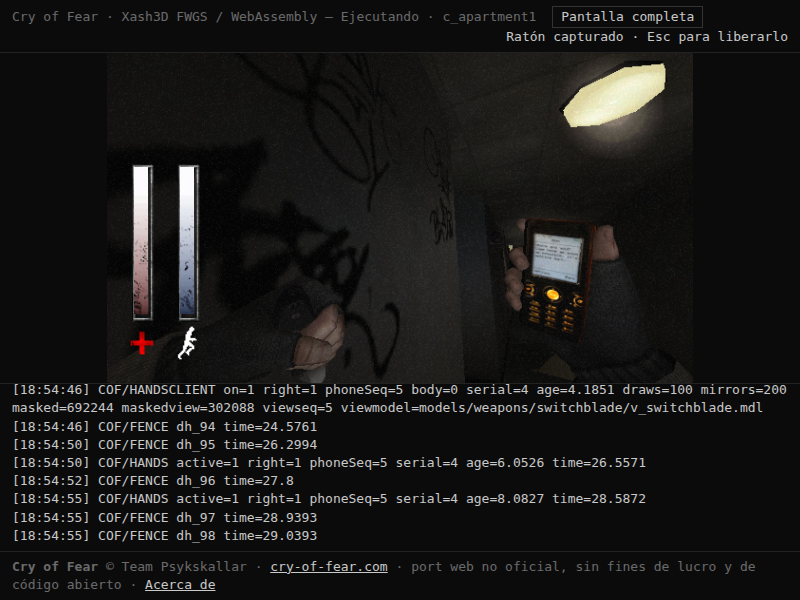 Cry of Fear · Xash3D FWGS / WebAssembly — Ejecutando · c_apartment1
Pantalla completa
Ratón capturado · Esc para liberarlo
[18:54:46] COF/HANDSCLIENT on=1 right=1 phoneSeq=5 body=0 serial=4 age=4.1851 draws=100 mirrors=200
masked=692244 maskedview=302088 viewseq=5 viewmodel=models/weapons/switchblade/v_switchblade.mdl
[18:54:46] COF/FENCE dh_94 time=24.5761
[18:54:50] COF/FENCE dh_95 time=26.2994
[18:54:50] COF/HANDS active=1 right=1 phoneSeq=5 serial=4 age=6.0526 time=26.5571
[18:54:52] COF/FENCE dh_96 time=27.8
[18:54:55] COF/HANDS active=1 right=1 phoneSeq=5 serial=4 age=8.0827 time=28.5872
[18:54:55] COF/FENCE dh_97 time=28.9393
[18:54:55] COF/FENCE dh_98 time=29.0393
Cry of Fear © Team Psykskallar · cry-of-fear.com · port web no oficial, sin fines de lucro y de
código abierto · Acerca de